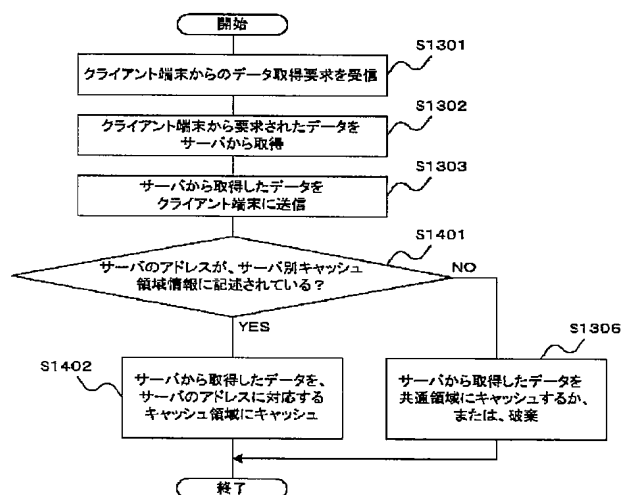 開始
S1301
クライアント端末からのデータ取得要求を受信
S1302
クライアント端末から要求されたデータを
サーバから取得
S1303
サーバから取得したデータを
クライアント端末に送信
S1401
サーバのアドレスが、サーバ別キャッシュ
領域情報に記述されている？
NO
YES
S1402
サーバから取得したデータを、
サーバのアドレスに対応する
キャッシュ領域にキャッシュ
S1306
サーバから取得したデータを
共通領域にキャッシュするか、
または、破棄
終了